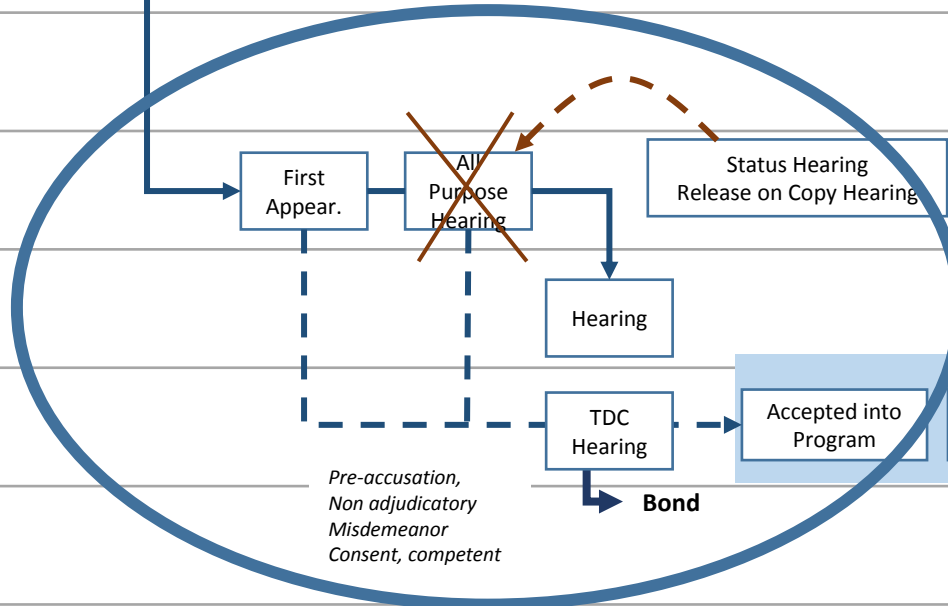 First
Appear.
All
Purpose
Hearing
Status Hearing
Release on Copy Hearing
Hearing
TDC
Hearing
Accepted into
Program
Bond
Pre-accusation,
Non adjudicatory
Misdemeanor
Consent, competent